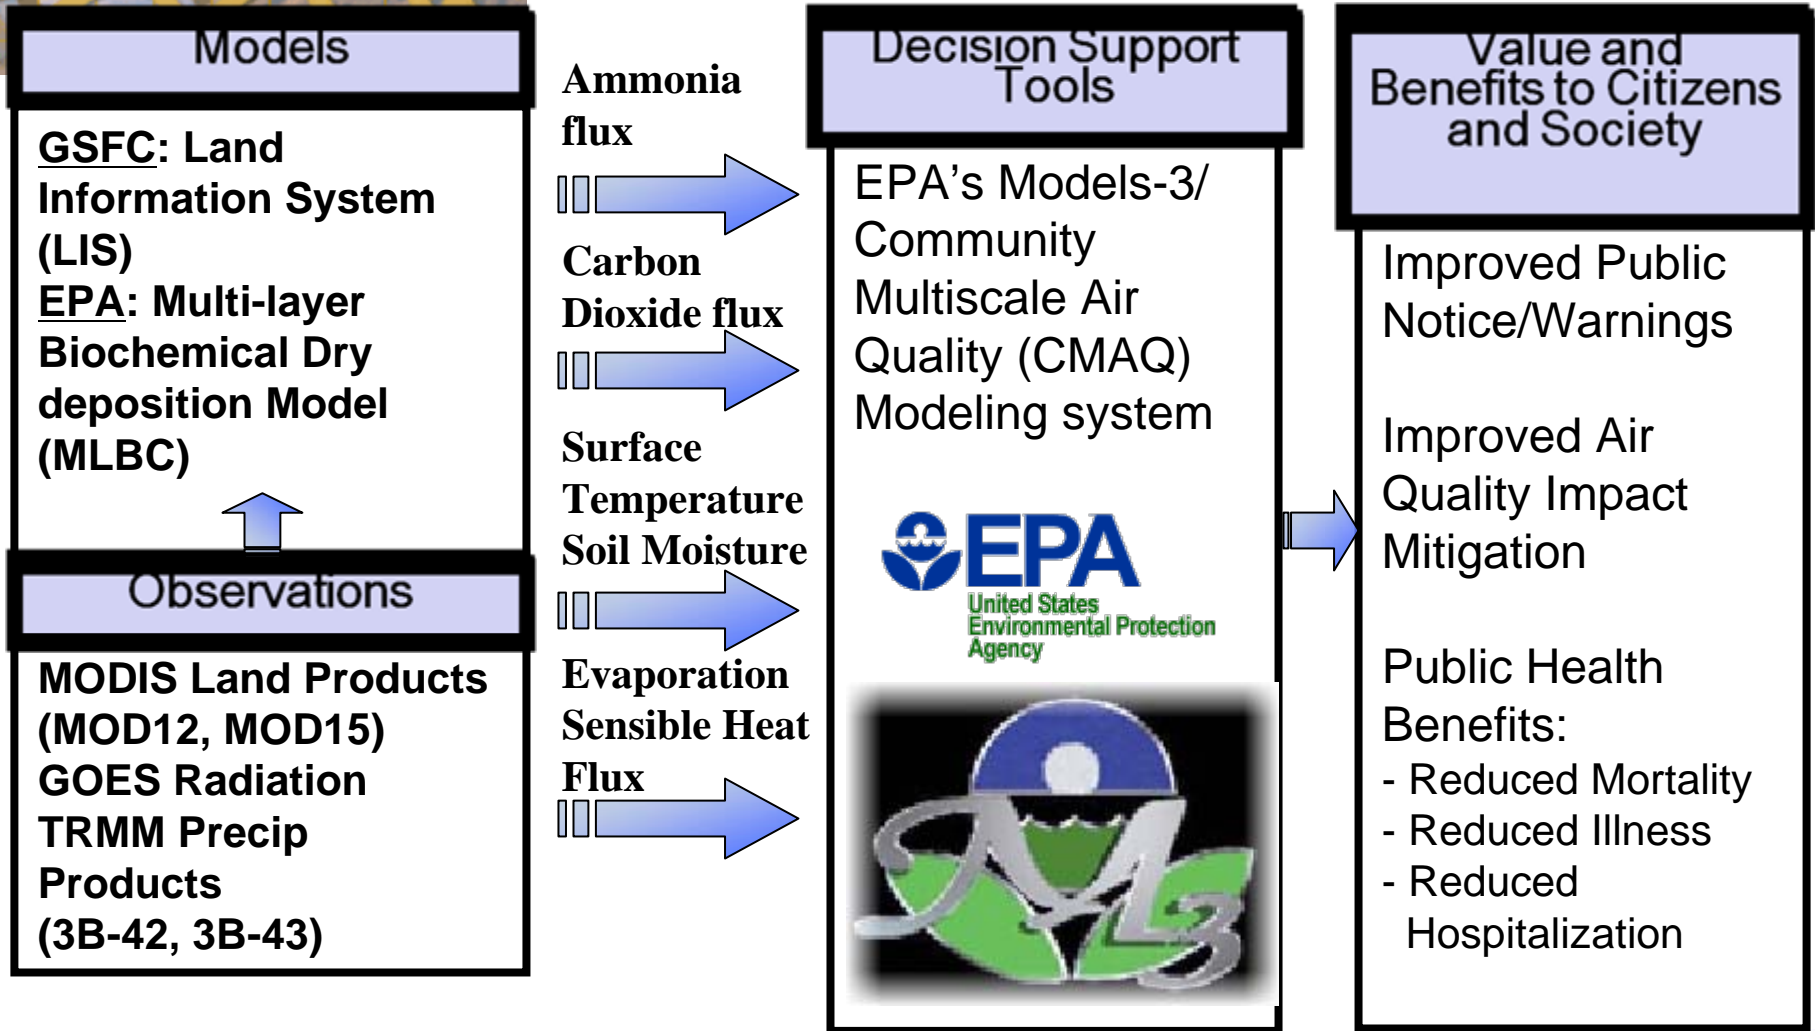 Models
GSFC: Land
Information System
(LIS)
EPA: Multi-layer
Biochemical Dry
deposition Model
(MLBC)
Observations
MODIS Land Products
(MOD12, MOD15)
GOES Radiation
TRMM Precip
Products
(3B-42, 3B-43)
Ammonia
flux
Carbon
Dioxide flux
Surface
Temperature
Soil Moisture
Evaporation
Sensible Heat
Flux
Decision Support
Tools
EPA’s Models-3/
Community
Multiscale Air
Quality (CMAQ)
Modeling system
EPA
United States
Environmental Protection
Agency
M3
Value and
Benefits to Citizens
and Society
Improved Public
Notice/Warnings
Improved Air
Quality Impact
Mitigation
Public Health
Benefits:
- Reduced Mortality
- Reduced Illness
- Reduced
Hospitalization